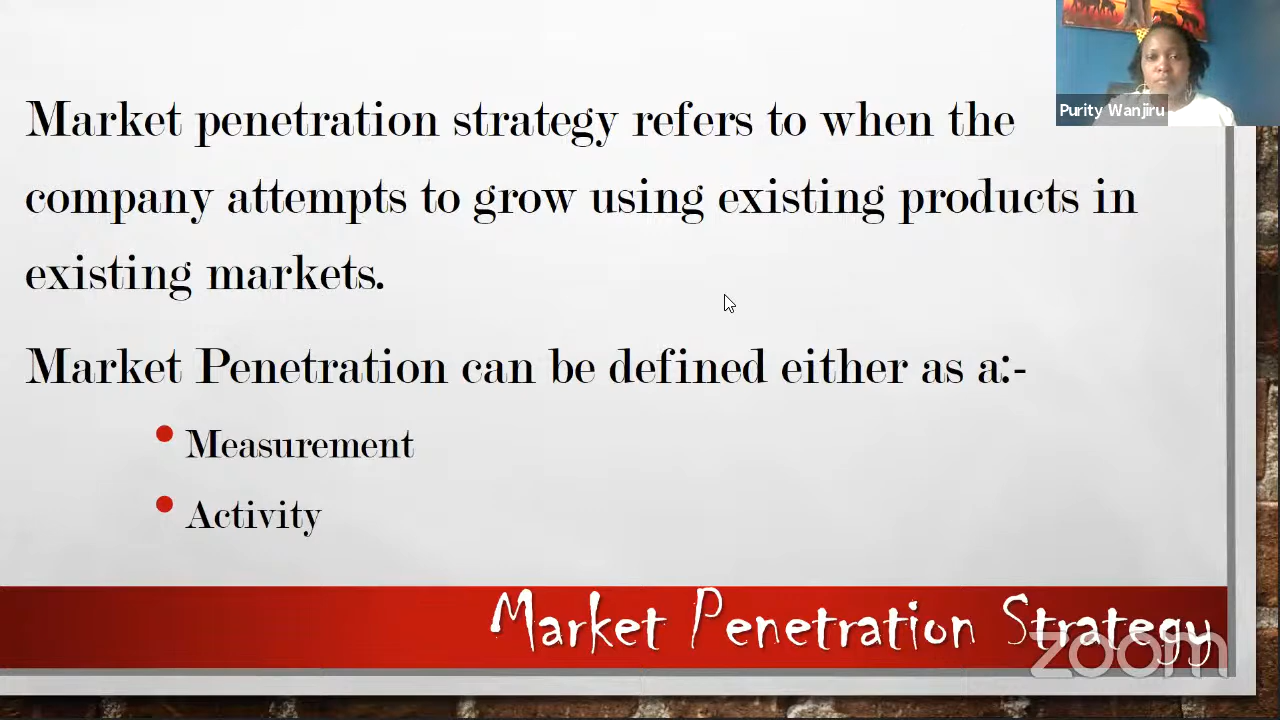 Market penetration strategy refers to when the
company attempts to grow using existing products in
existing markets.
Market Penetration can be defined either as a:-
• Measurement
• Activity
Market Penetration Strategy
zoom
Purity Wanjiru